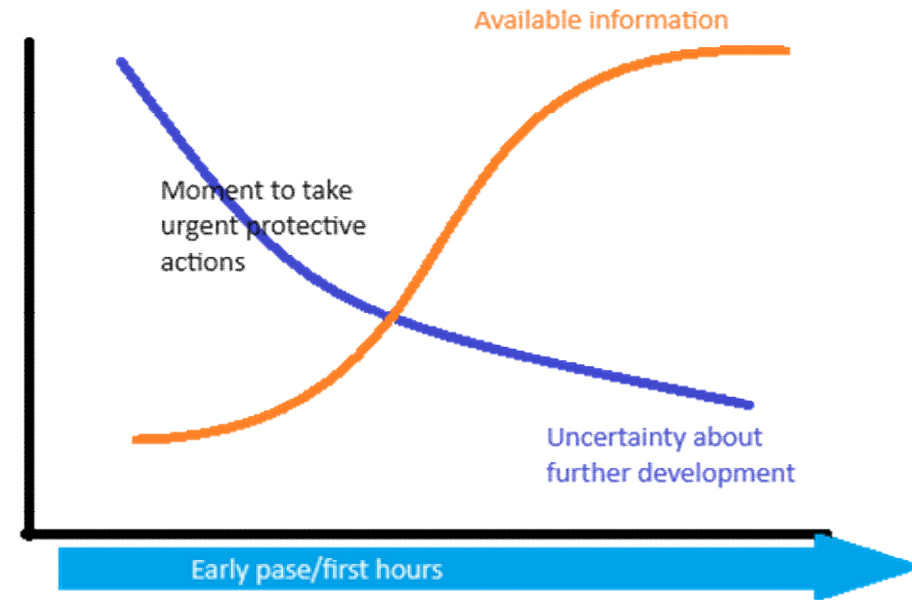 Available information
Moment to take
urgent protective
actions
Uncertainty about
further development
Early pase/first hours